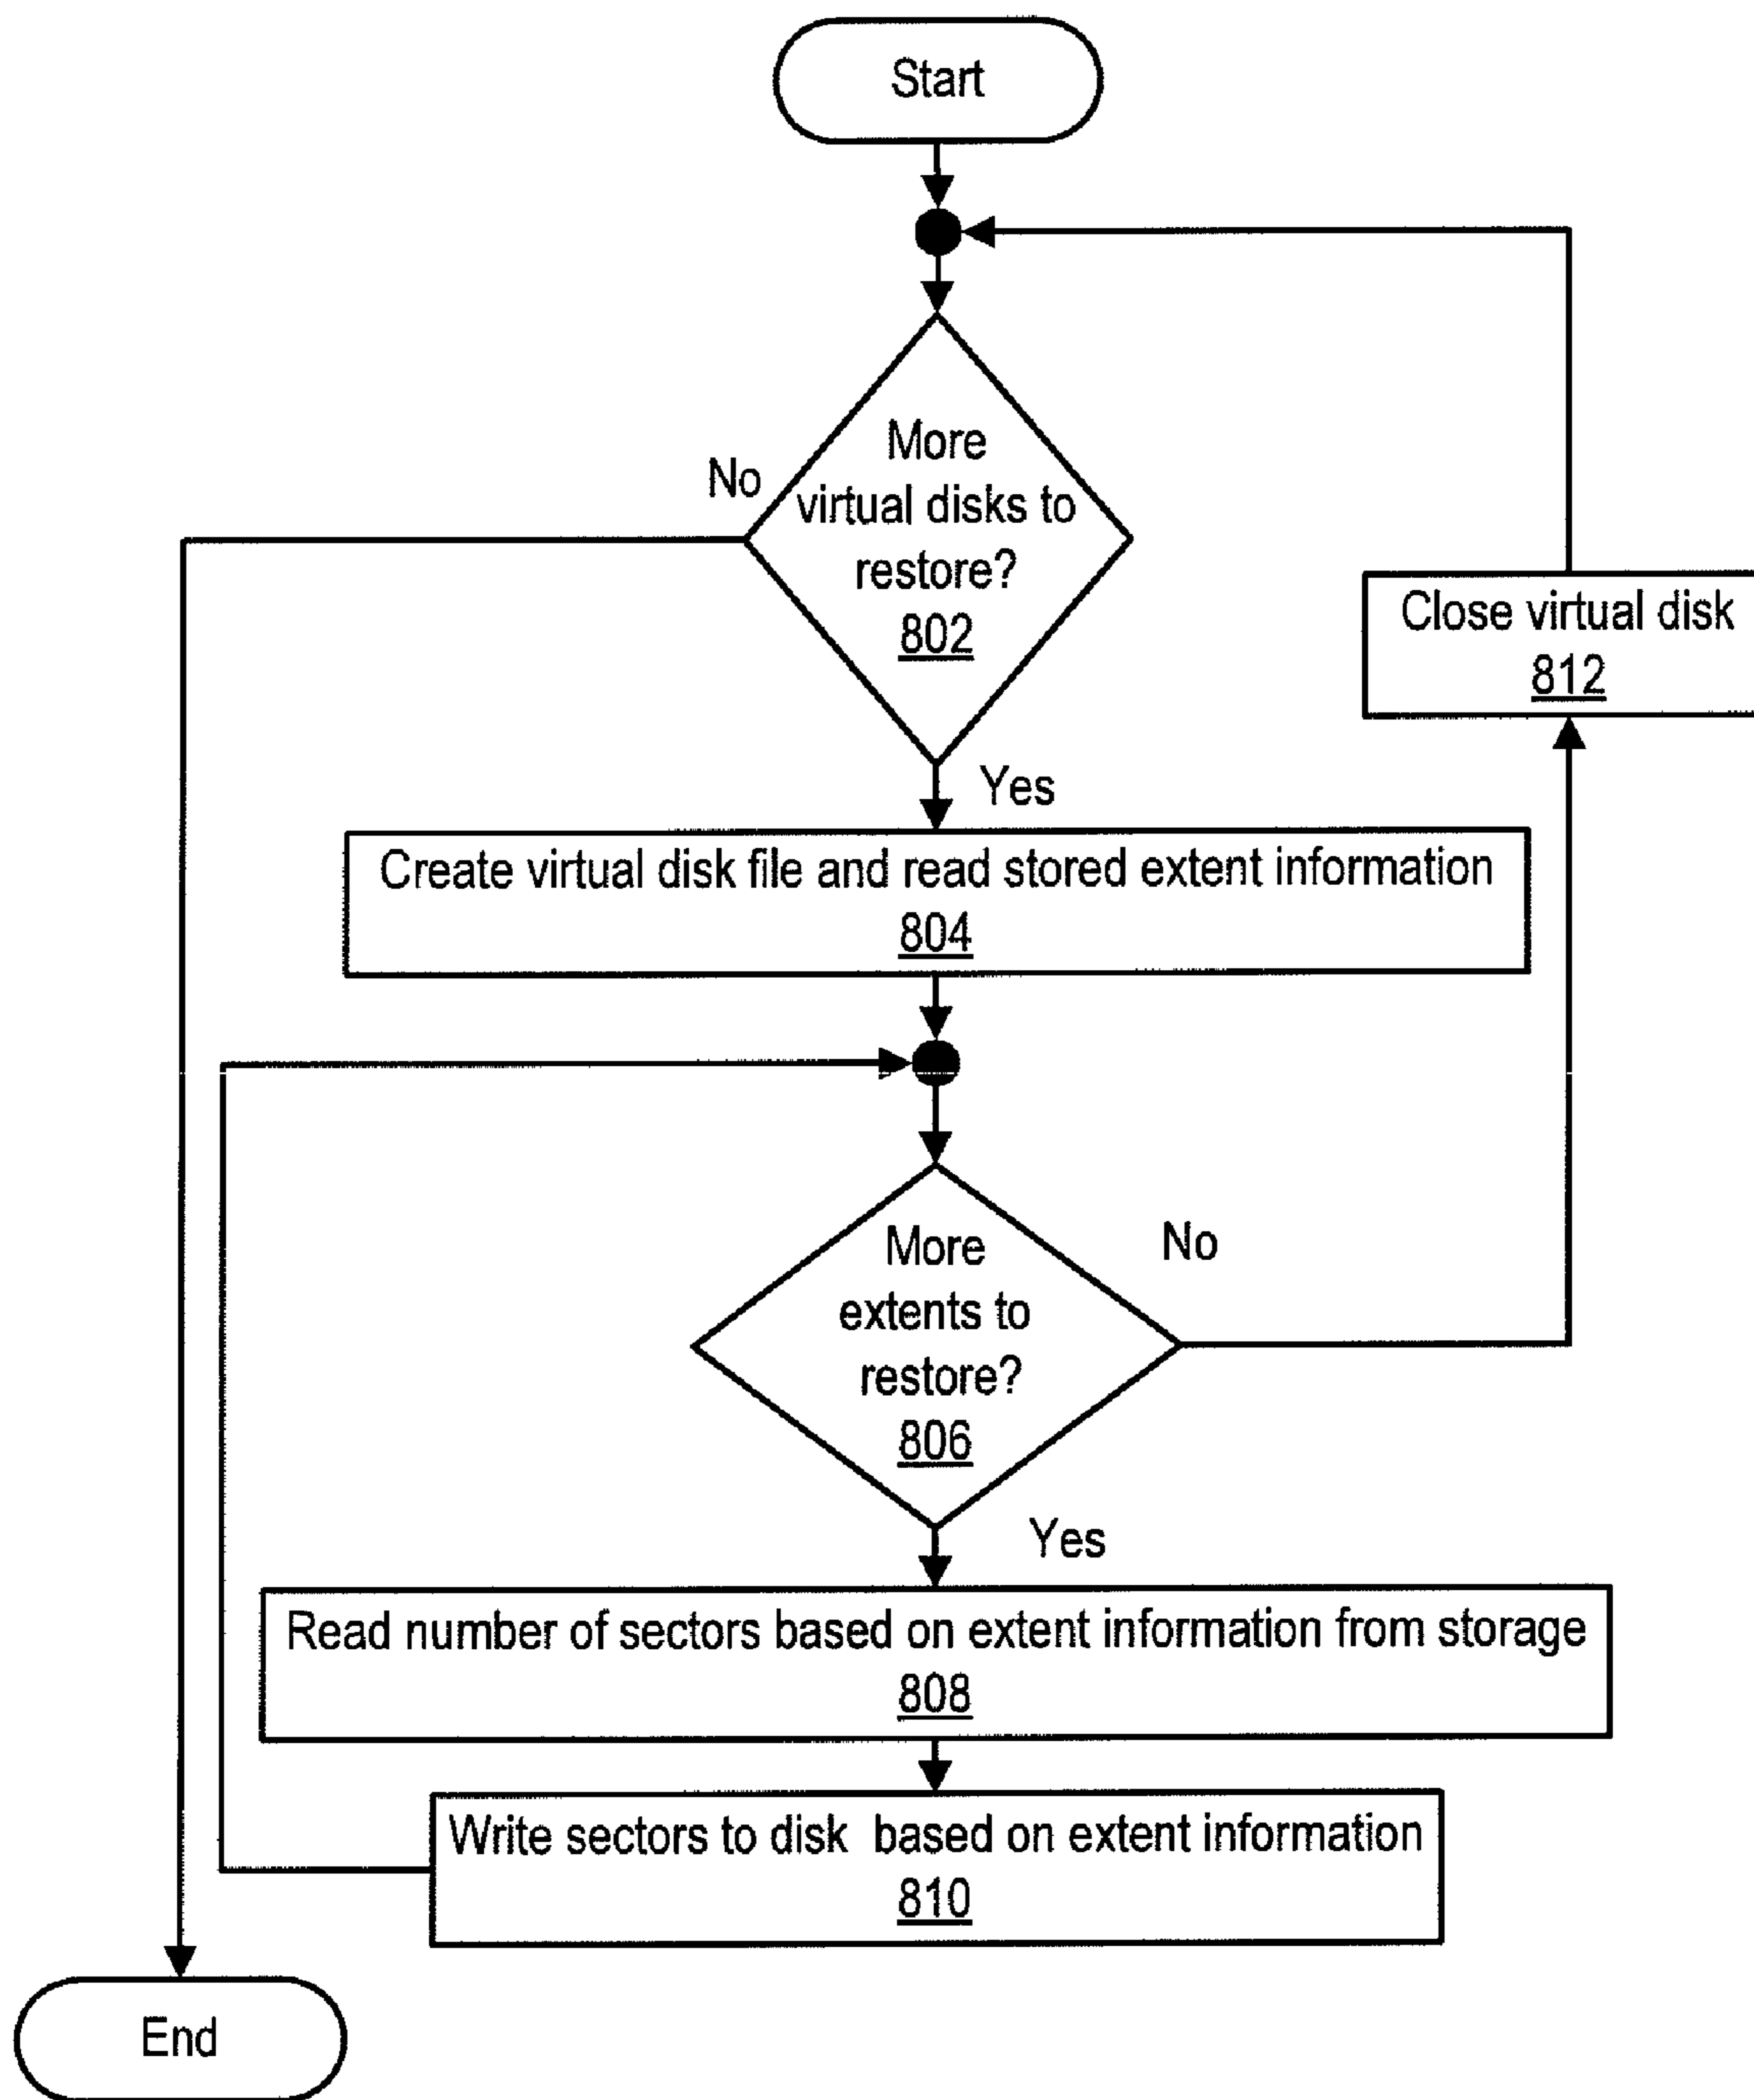 Start
More
No
virtual disks to
restore?
802
Close virtual disk
812
Yes
Create virtual disk file and read stored extent information
804
More
No
extents to
restore?
806
Yes
Read number of sectors based on extent information from storage
808
Write sectors to disk based on extent information
810
End